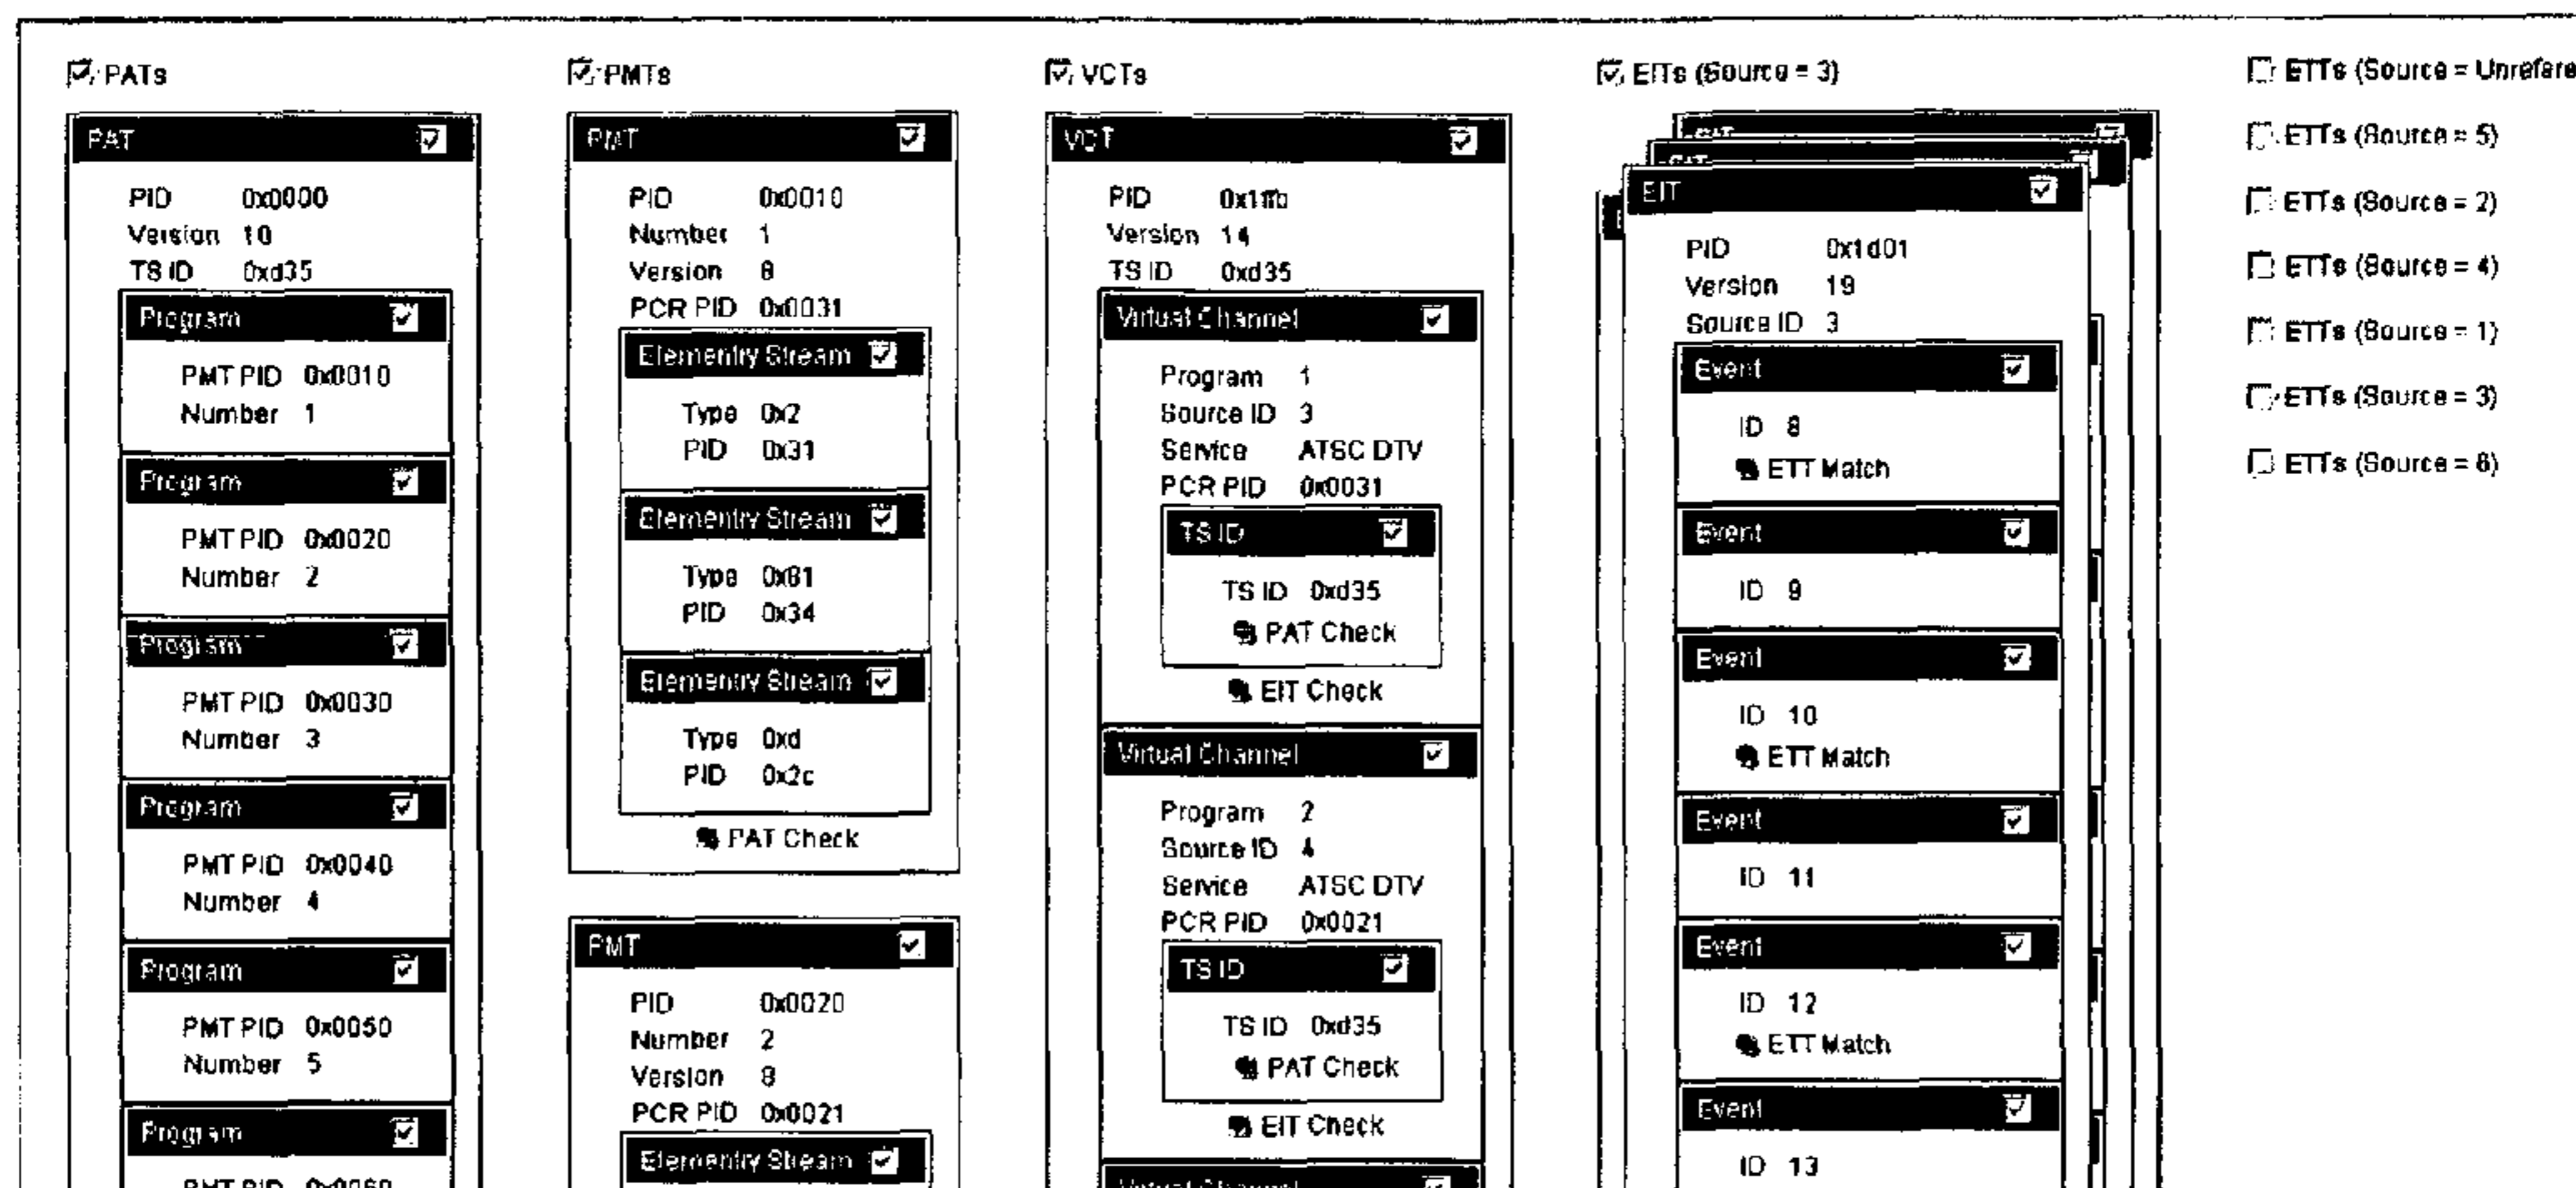 PATs
PAT
PID 0x0000
Version 10
TS ID 0xd35
Program
PMT PID 0x0010
Number 1
Program
PMT PID 0x0020
Number 2
Program
PMT PID 0x0030
Number 3
Program
PMT PID 0x0040
Number 4
Program
PMT PID 0x0050
Number 5
Program
PMT PID 0x0060
PMTs
PMT
PID 0x0010
Number 1
Version 8
PCR PID 0x0031
Elementry Stream
Type 0x2
PID 0x31
Elementry Stream
Type 0x81
PID 0x34
Elementry Stream
Type 0xd
PID 0x2c
PAT Check
PMT
PID 0x0020
Number 2
Version 8
PCR PID 0x0021
Elementry Stream
VCTs
VCT
PID 0x1ffb
Version 14
TS ID 0xd35
Virtual Channel
Program 1
Source ID 3
Service ATSC DTV
PCR PID 0x0031
TS ID
TS ID 0xd35
PAT Check
EIT Check
Virtual Channel
Program 2
Source ID 4
Service ATSC DTV
PCR PID 0x0021
TS ID
TS ID 0xd35
PAT Check
EIT Check
Virtual Channel
EITs (Source = 3)
EIT
PID 0x1d01
Version 19
Source ID 3
Event
ID 8
ETT Match
Event
ID 9
Event
ID 10
ETT Match
Event
ID 11
Event
ID 12
ETT Match
Event
ID 13
ETTs (Source = Unrefere
ETTs (Source = 5)
ETTs (Source = 2)
ETTs (Source = 4)
ETTs (Source = 1)
ETTs (Source = 3)
ETTs (Source = 6)